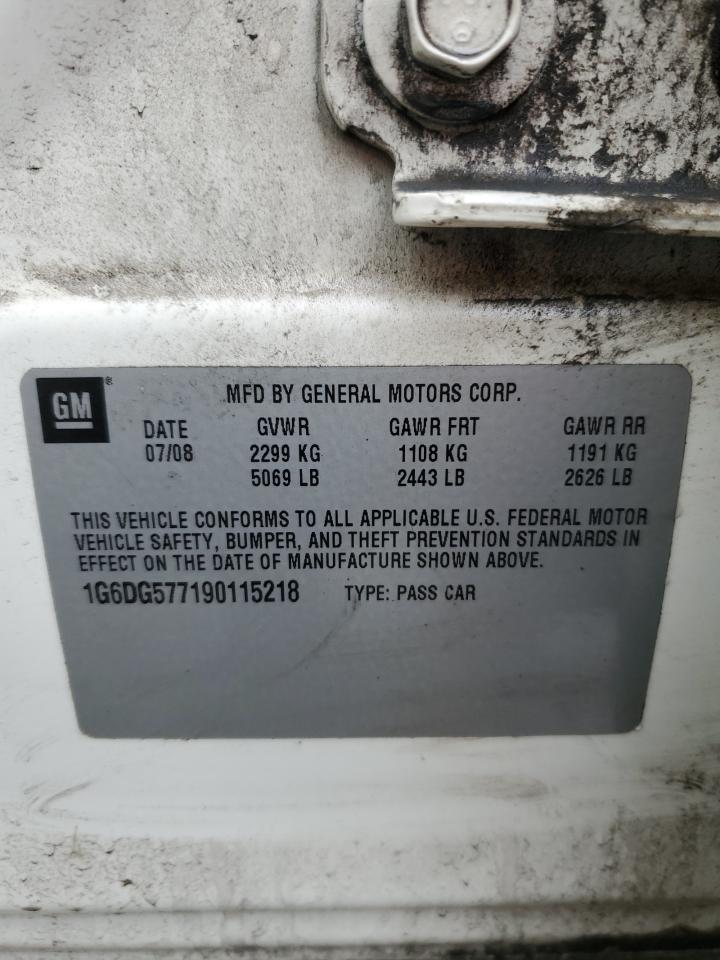 GM ® MFD BY GENERAL MOTORS CORP.
DATE GVWR GAWR FRT GAWR RR
07/08 2299 KG 1108 KG 1191 KG
5069 LB 2443 LB 2626 LB
THIS VEHICLE CONFORMS TO ALL APPLICABLE U.S. FEDERAL MOTOR
VEHICLE SAFETY, BUMPER, AND THEFT PREVENTION STANDARDS IN
EFFECT ON THE DATE OF MANUFACTURE SHOWN ABOVE.
1G6DG577190115218 TYPE: PASS CAR